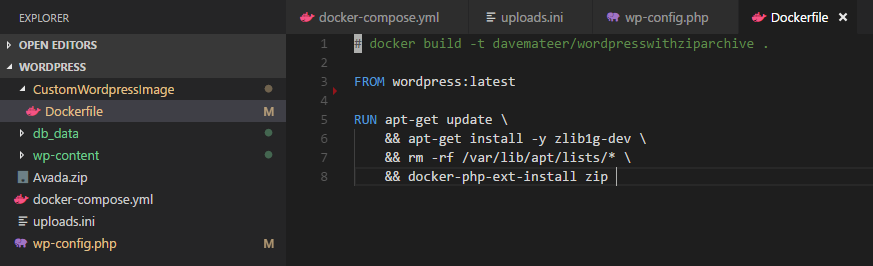 EXPLORER
OPEN EDITORS
WORDPRESS
CustomWordpressImage
Dockerfile M
db_data
wp-content
Avada.zip
docker-compose.yml
uploads.ini
wp-config.php M
docker-compose.yml uploads.ini wp-config.php Dockerfile
1 # docker build -t davemateer/wordpresswithziparchive .
2
3 FROM wordpress:latest
4
5 RUN apt-get update \
6 && apt-get install -y zlib1g-dev \
7 && rm -rf /var/lib/apt/lists/* \
8 && docker-php-ext-install zip